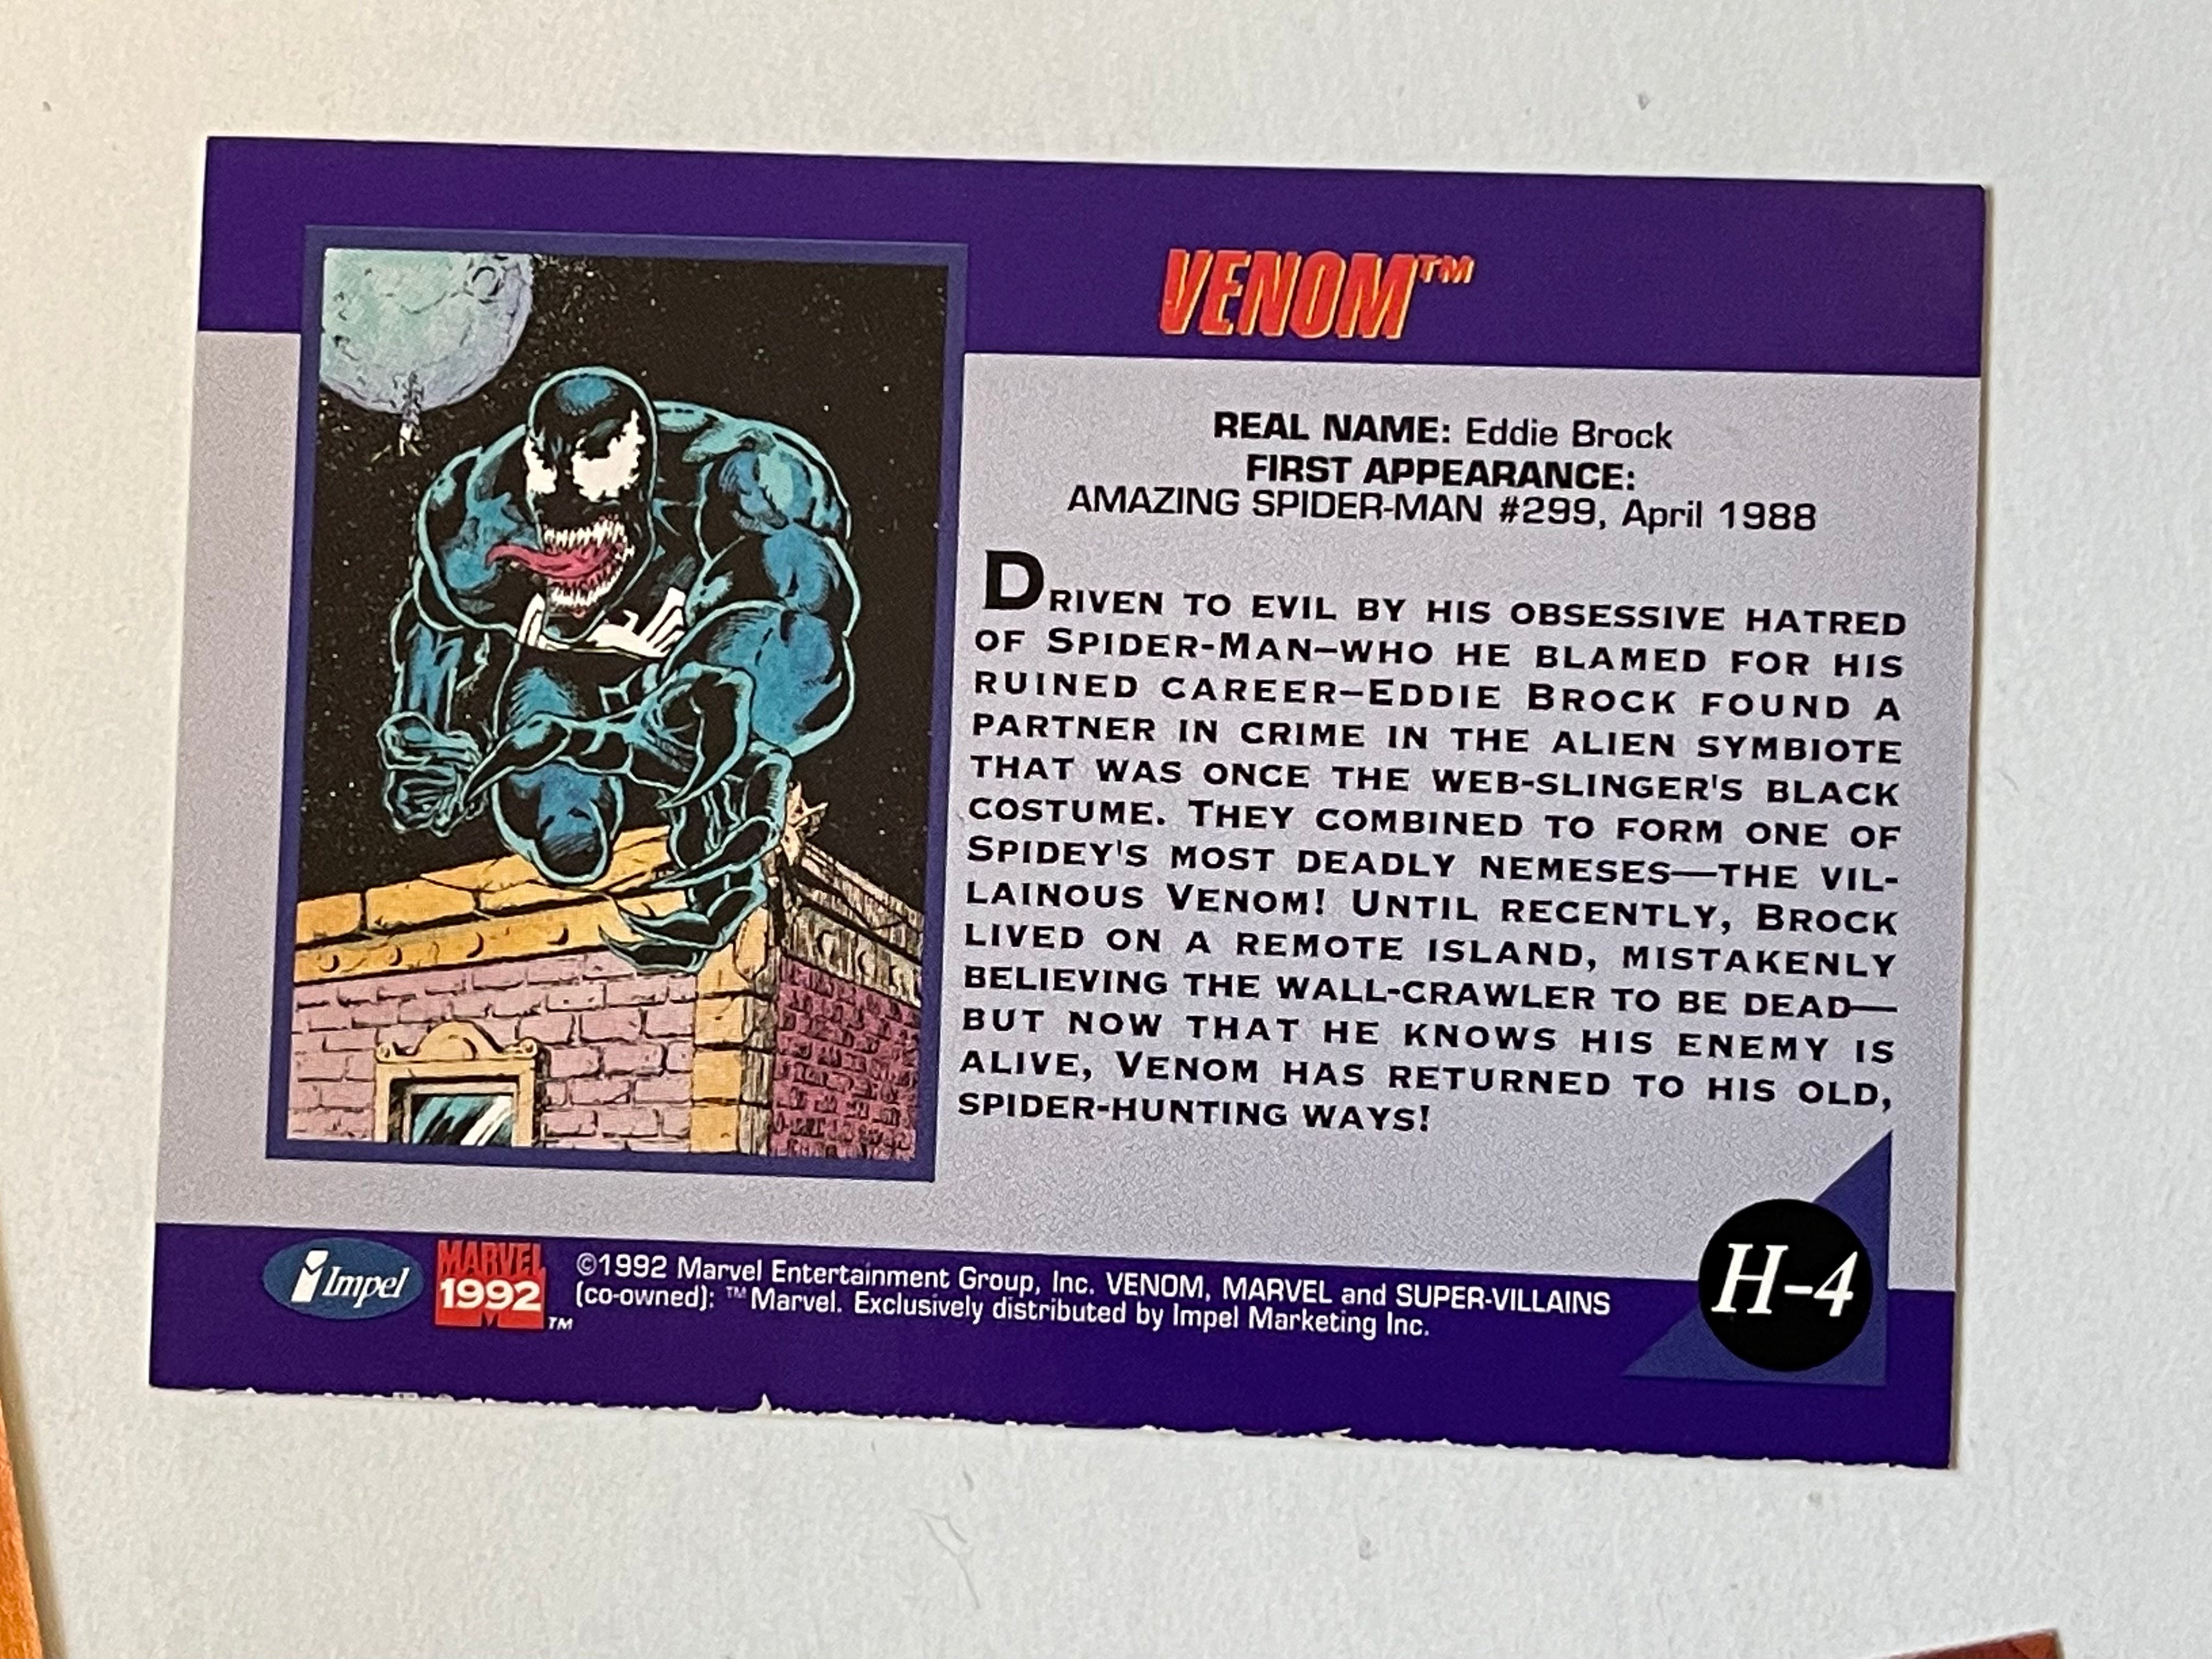 VENOM™
REAL NAME: Eddie Brock
FIRST APPEARANCE:
AMAZING SPIDER-MAN #299, April 1988
DRIVEN TO EVIL BY HIS OBSESSIVE HATRED
OF SPIDER-MAN–WHO HE BLAMED FOR HIS
RUINED CAREER–EDDIE BROCK FOUND A
PARTNER IN CRIME IN THE ALIEN SYMBIOTE
THAT WAS ONCE THE WEB-SLINGER'S BLACK
COSTUME. THEY COMBINED TO FORM ONE OF
SPIDEY'S MOST DEADLY NEMESES—THE VIL-
LAINOUS VENOM! UNTIL RECENTLY, BROCK
LIVED ON A REMOTE ISLAND, MISTAKENLY
BELIEVING THE WALL-CRAWLER TO BE DEAD—
BUT NOW THAT HE KNOWS HIS ENEMY IS
ALIVE, VENOM HAS RETURNED TO HIS OLD,
SPIDER-HUNTING WAYS!
Impel
MARVEL
1992
™
©1992 Marvel Entertainment Group, Inc. VENOM, MARVEL and SUPER-VILLAINS
(co-owned): ™Marvel. Exclusively distributed by Impel Marketing Inc.
H-4